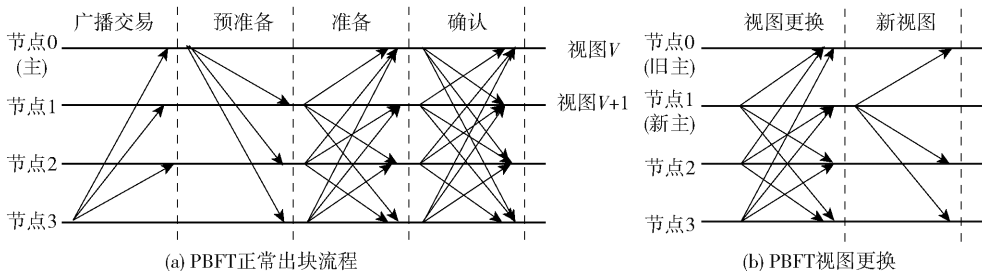 广播交易 预准备 准备 确认
节点0
(主)
节点1
节点2
节点3
视图V
视图V+1
(a) PBFT正常出块流程
视图更换 新视图
节点0
(旧主)
节点1
(新主)
节点2
节点3
(b) PBFT视图更换